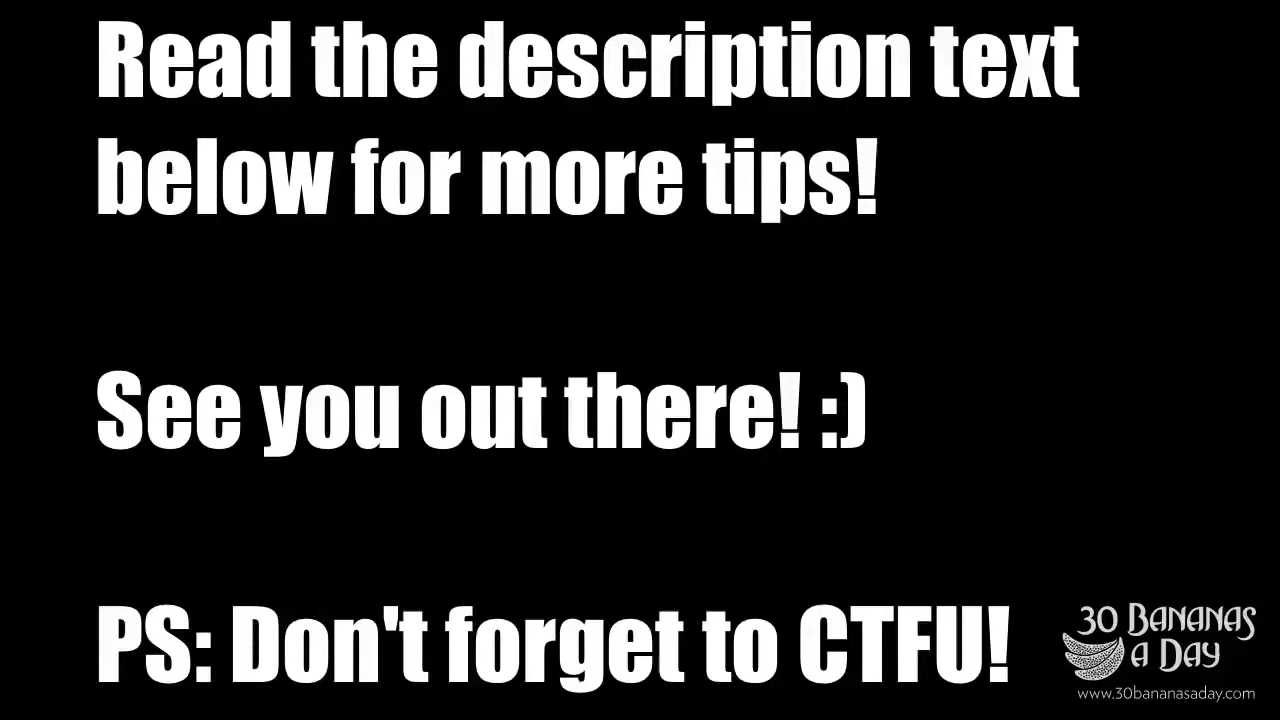 Read the description text
below for more tips!
See you out there! :)
PS: Don't forget to CTFU!
30 BANANAS
A DAY
www.30bananasaday.com